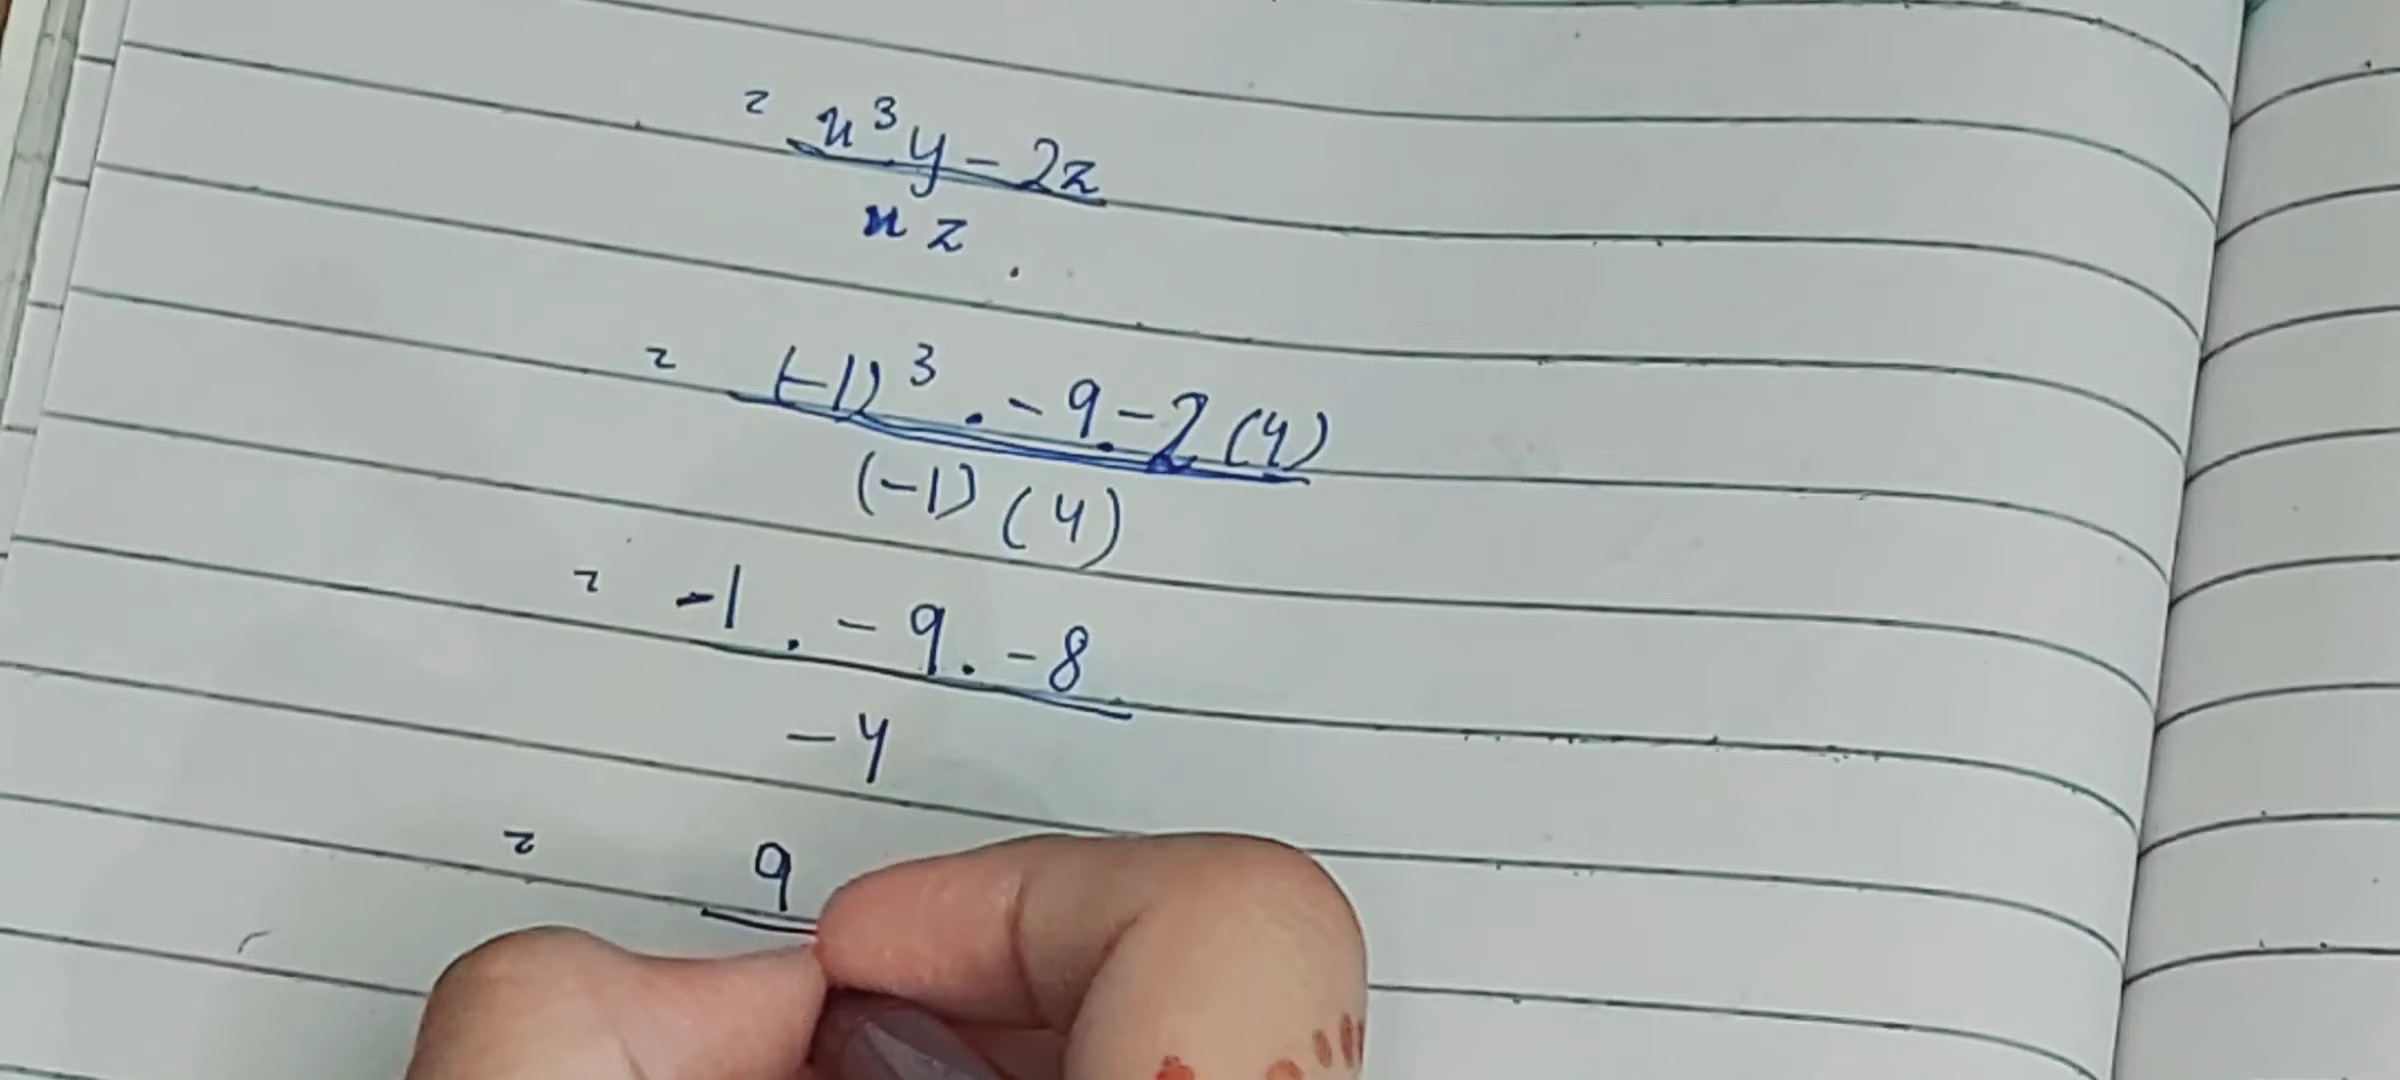 = x³y - 2z
xz
= (-1)³ . - 9 . - 2 (4)
(-1) (4)
= -1 . - 9 . - 8
- 4
= 9